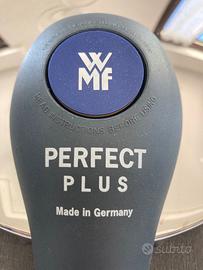 WMF
READ INSTRUCTIONS BEFORE USING
PERFECT
PLUS
Made in Germany
subito